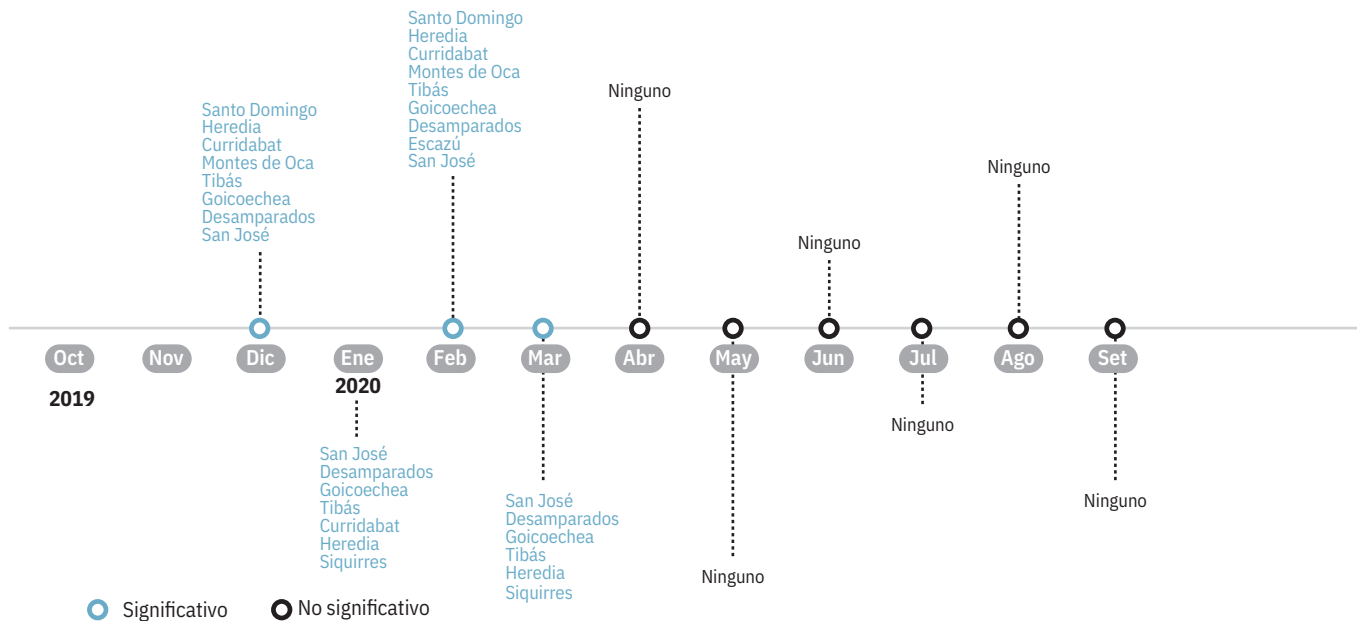 Santo Domingo
Heredia
Curridabat
Montes de Oca
Tibás
Goicoechea
Desamparados
San José
Santo Domingo
Heredia
Curridabat
Montes de Oca
Tibás
Goicoechea
Desamparados
Escazú
San José
Ninguno
Ninguno
Ninguno
Oct
Nov
Dic
Ene
Feb
Mar
Abr
May
Jun
Jul
Ago
Set
2019
2020
San José
Desamparados
Goicoechea
Tibás
Curridabat
Heredia
Siquirres
San José
Desamparados
Goicoechea
Tibás
Heredia
Siquirres
Ninguno
Ninguno
Ninguno
Significativo
No significativo